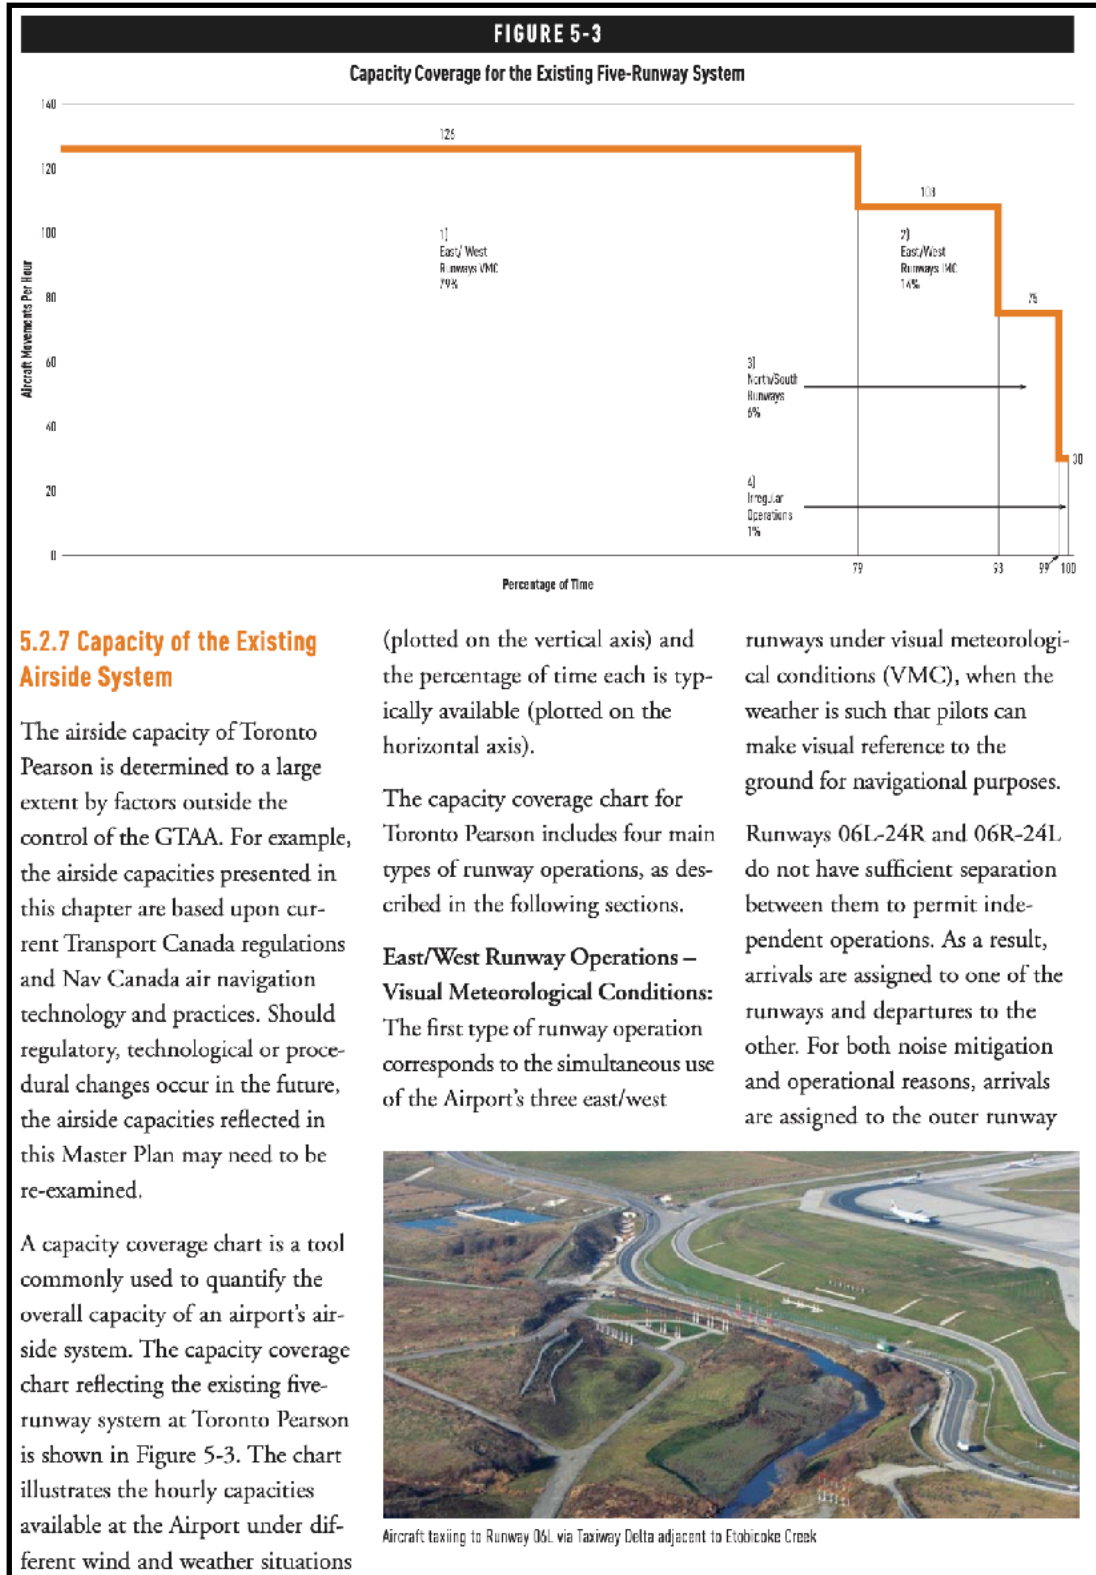 FIGURE 5-3
Capacity Coverage for the Existing Five-Runway System
140
120
100
80
60
40
20
0
Aircraft Movements Per Hour
126
108
75
30
1)
East/ West
Runways VMC
79%
2)
East/West
Runways IMC
14%
3)
North/South
Runways
6%
4)
Irregular
Operations
1%
79
93
99
100
Percentage of Time
5.2.7 Capacity of the Existing
Airside System
The airside capacity of Toronto
Pearson is determined to a large
extent by factors outside the
control of the GTAA. For example,
the airside capacities presented in
this chapter are based upon cur-
rent Transport Canada regulations
and Nav Canada air navigation
technology and practices. Should
regulatory, technological or proce-
dural changes occur in the future,
the airside capacities reflected in
this Master Plan may need to be
re-examined.
A capacity coverage chart is a tool
commonly used to quantify the
overall capacity of an airport's air-
side system. The capacity coverage
chart reflecting the existing five-
runway system at Toronto Pearson
is shown in Figure 5-3. The chart
illustrates the hourly capacities
available at the Airport under dif-
ferent wind and weather situations
(plotted on the vertical axis) and
the percentage of time each is typ-
ically available (plotted on the
horizontal axis).
The capacity coverage chart for
Toronto Pearson includes four main
types of runway operations, as des-
cribed in the following sections.
East/West Runway Operations –
Visual Meteorological Conditions:
The first type of runway operation
corresponds to the simultaneous use
of the Airport's three east/west
runways under visual meteorologi-
cal conditions (VMC), when the
weather is such that pilots can
make visual reference to the
ground for navigational purposes.
Runways 06L-24R and 06R-24L
do not have sufficient separation
between them to permit inde-
pendent operations. As a result,
arrivals are assigned to one of the
runways and departures to the
other. For both noise mitigation
and operational reasons, arrivals
are assigned to the outer runway
Aircraft taxiing to Runway 06L via Taxiway Delta adjacent to Etobicoke Creek